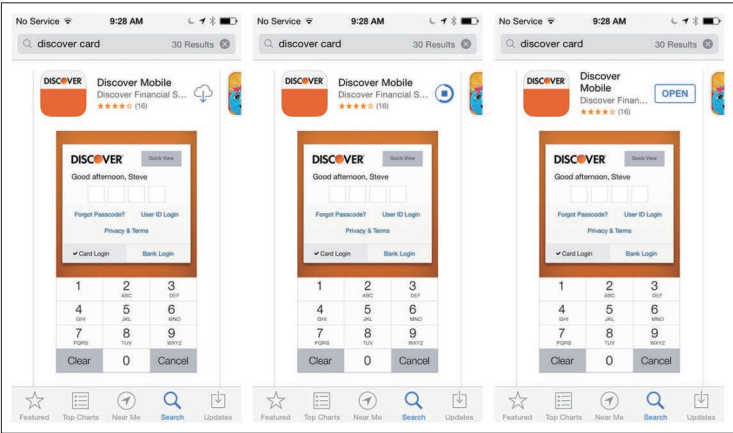 No Service 9:28 AM
discover card 30 Results
DISCOVER
Discover Mobile
Discover Financial S...
(16)
DISCOVER Quick View
Good afternoon, Steve
Forgot Passcode? User ID Login
Privacy & Terms
Card Login Bank Login
1 2 3
ABC DEF
4 5 6
GHI JKL MNO
7 8 9
PQRS TUV WXYZ
Clear 0 Cancel
Featured Top Charts Near Me Search Updates
No Service 9:28 AM
discover card 30 Results
DISCOVER
Discover Mobile
Discover Financial S...
(16)
DISCOVER Quick View
Good afternoon, Steve
Forgot Passcode? User ID Login
Privacy & Terms
Card Login Bank Login
1 2 3
ABC DEF
4 5 6
GHI JKL MNO
7 8 9
PQRS TUV WXYZ
Clear 0 Cancel
Featured Top Charts Near Me Search Updates
No Service 9:28 AM
discover card 30 Results
DISCOVER
Discover
Mobile
Discover Finan...
(16)
OPEN
DISCOVER Quick View
Good afternoon, Steve
Forgot Passcode? User ID Login
Privacy & Terms
Card Login Bank Login
1 2 3
ABC DEF
4 5 6
GHI JKL MNO
7 8 9
PQRS TUV WXYZ
Clear 0 Cancel
Featured Top Charts Near Me Search Updates